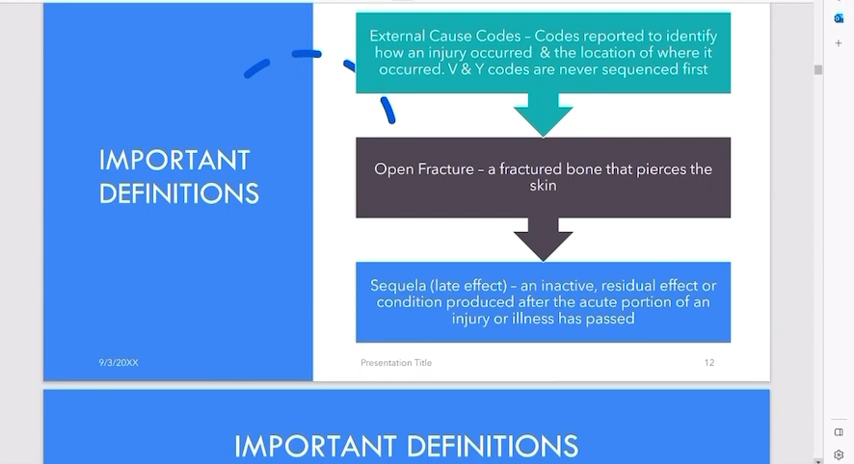 External Cause Codes – Codes reported to identify
how an injury occurred & the location of where it
occurred. V & Y codes are never sequenced first
IMPORTANT
DEFINITIONS
Open Fracture – a fractured bone that pierces the
skin
Sequela (late effect) – an inactive, residual effect or
condition produced after the acute portion of an
injury or illness has passed
9/3/20XX
Presentation Title
12
IMPORTANT DEFINITIONS